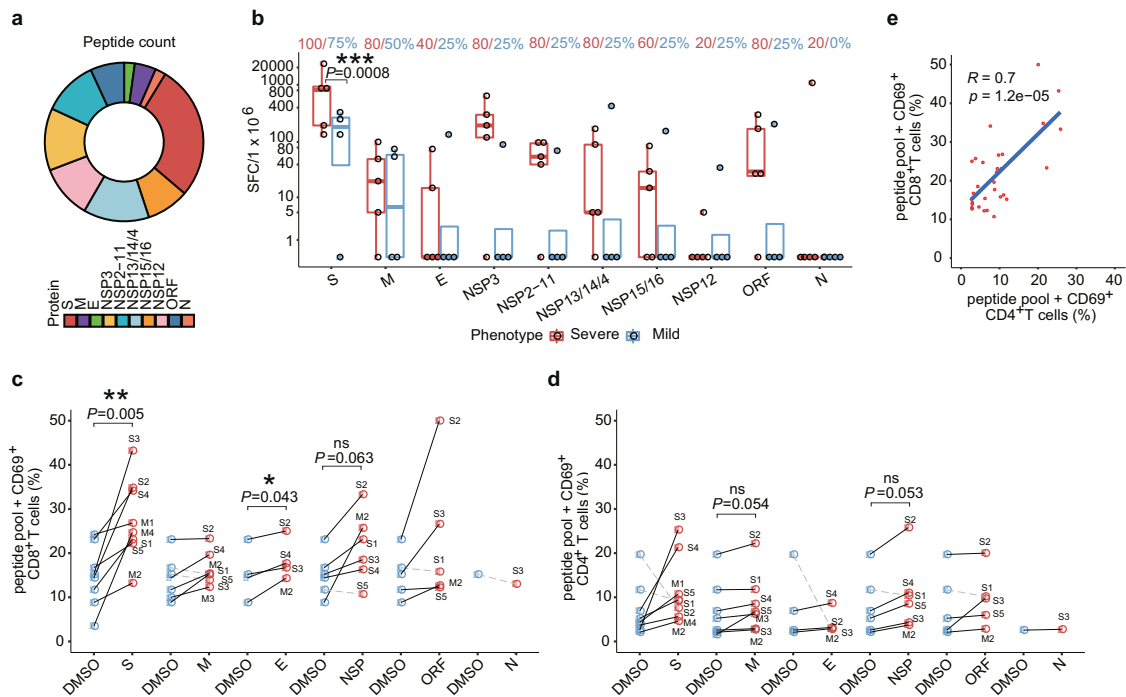 a
Peptide count
Protein
S
M
E
NSP3
NSP2−11
NSP13/14/4
NSP15/16
NSP12
ORF
N
b
100/75% 80/50% 40/25% 80/25% 80/25% 80/25% 60/25% 20/25% 80/25% 20/0%
***
P=0.0008
SFC/1 x 10⁶
20000
8000
4000
100
80
40
10
5
1
S M E NSP3 NSP2−11 NSP13/14/4 NSP15/16 NSP12 ORF N
Phenotype Severe Mild
e
R = 0.7
p = 1.2e−05
peptide pool + CD69⁺
CD8⁺T cells (%)
50
40
30
20
10
0
0 10 20 30 40
peptide pool + CD69⁺
CD4⁺T cells (%)
c
peptide pool + CD69⁺
CD8⁺ T cells (%)
50
40
30
20
10
0
**
P=0.005
S3
S2
S4
M1
M4
S1
S5
M2
S2
S4
M2
S1
S5
S3
M3
*
P=0.043
S2
S4
S3
M2
ns
P=0.063
S2
M2
S1
S3
S4
S5
S2
S3
S1
M2
S5
S3
DMSO S DMSO M DMSO E DMSO NSP DMSO ORF DMSO N
d
peptide pool + CD69⁺
CD4⁺ T cells (%)
50
40
30
20
10
0
S3
S4
M1
S5
S1
S2
M4
M2
ns
P=0.054
S2
S1
S4
S5
M3
S3
M2
S4
S2
S3
M2
ns
P=0.053
S2
S4
S1
S5
S3
M2
S2
S1
S3
S5
M2
S3
DMSO S DMSO M DMSO E DMSO NSP DMSO ORF DMSO N